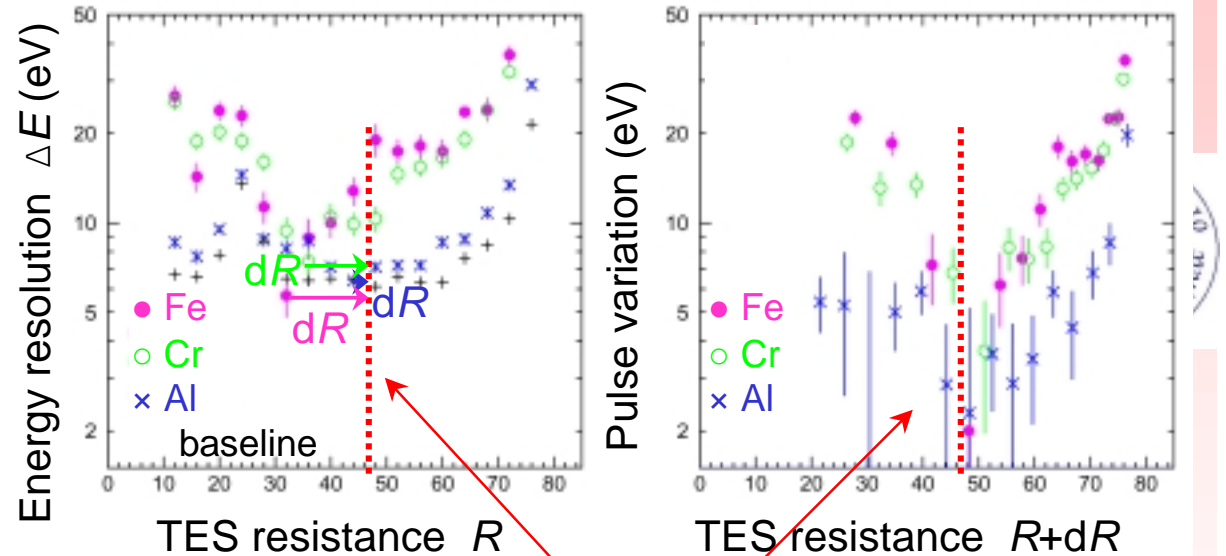 Energy resolution △E (eV)
50
20
10
5
2
dR
dR
dR
Fe
Cr
Al
baseline
0 10 20 30 40 50 60 70 80
TES resistance R
Pulse variation (eV)
50
20
10
5
2
Fe
Cr
Al
0 10 20 30 40 50 60 70 80
TES resistance R+dR